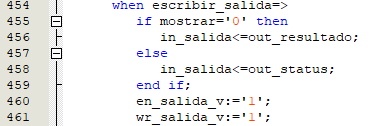 454 when escribir_salida=>
455 if mostrar='0' then
456 in_salida<=out_resultado;
457 else
458 in_salida<=out_status;
459 end if;
460 en_salida_v:='1';
461 wr_salida_v:='1';